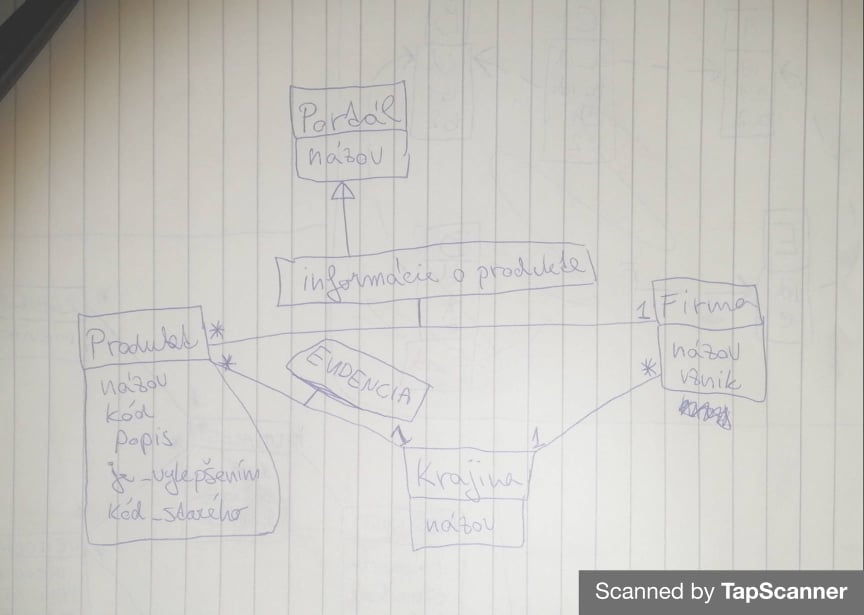 Portál
názov
informácie o produkte
1
Firma
názov
vznik
*
Produkt
*
názov
kód
popis
je_vylepšením
kód_starého
*
EVIDENCIA
1
1
Krajina
názov
Scanned by TapScanner